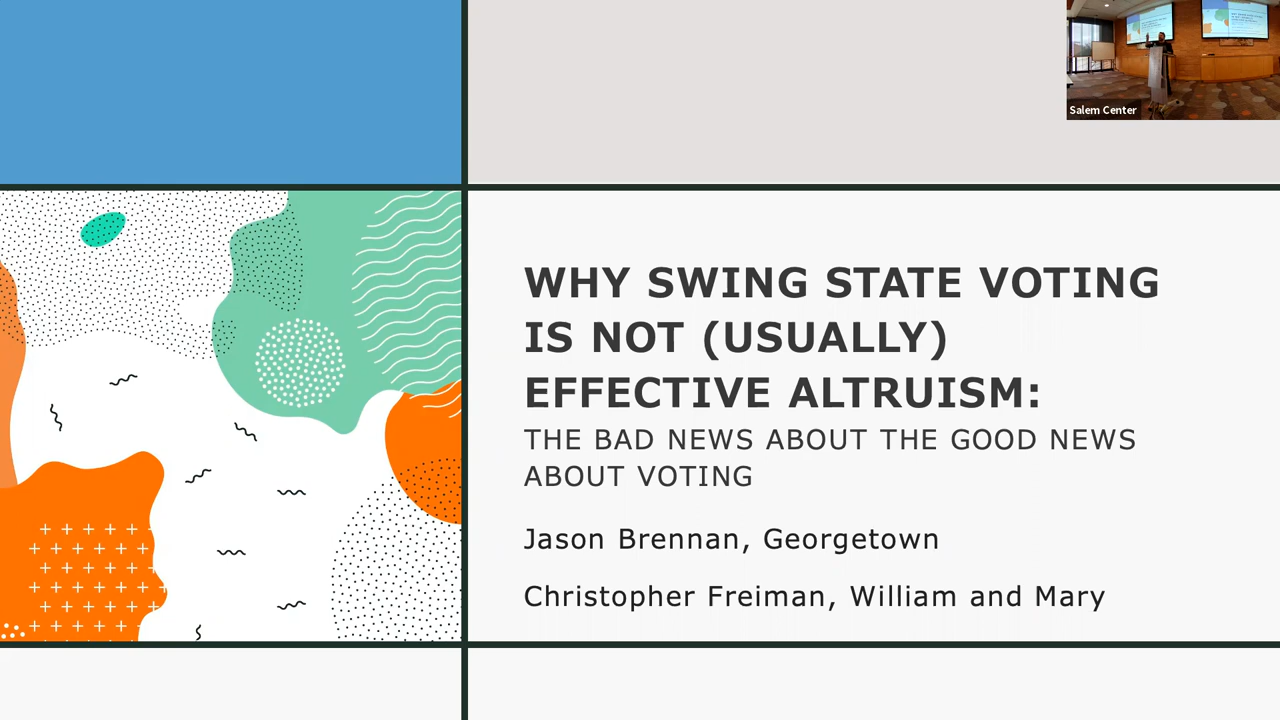 Salem Center
WHY SWING STATE VOTING
IS NOT (USUALLY)
EFFECTIVE ALTRUISM:
THE BAD NEWS ABOUT THE GOOD NEWS
ABOUT VOTING
Jason Brennan, Georgetown
Christopher Freiman, William and Mary